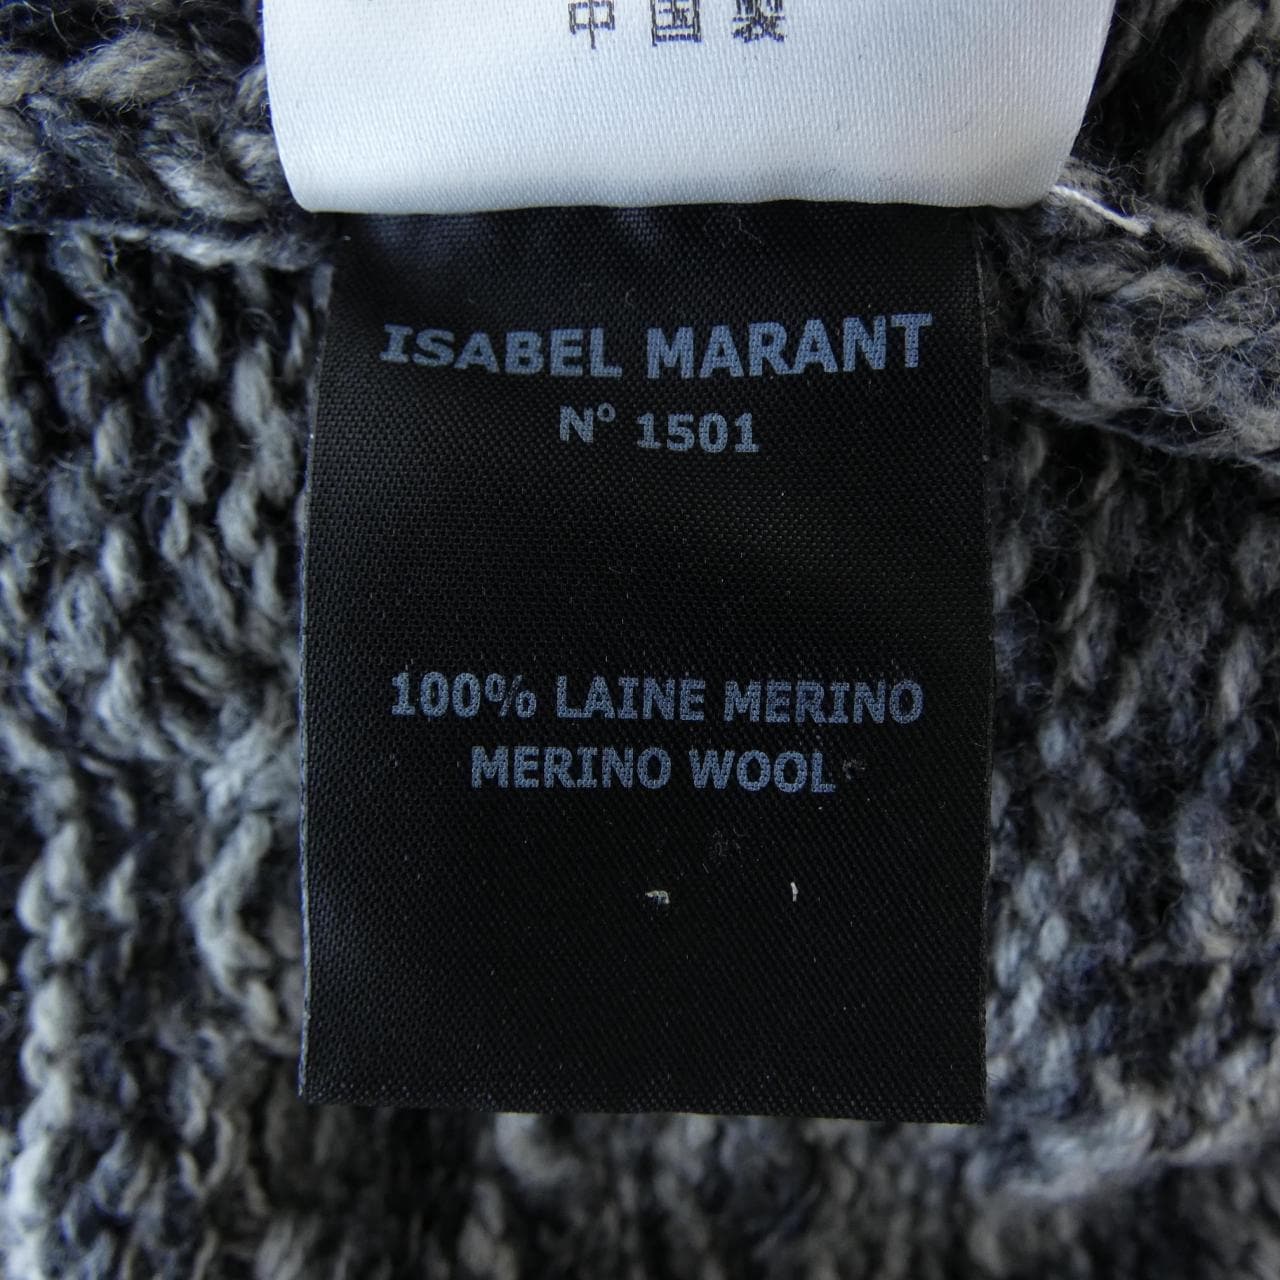 中国製
ISABEL MARANT
N° 1501
100% LAINE MERINO
MERINO WOOL